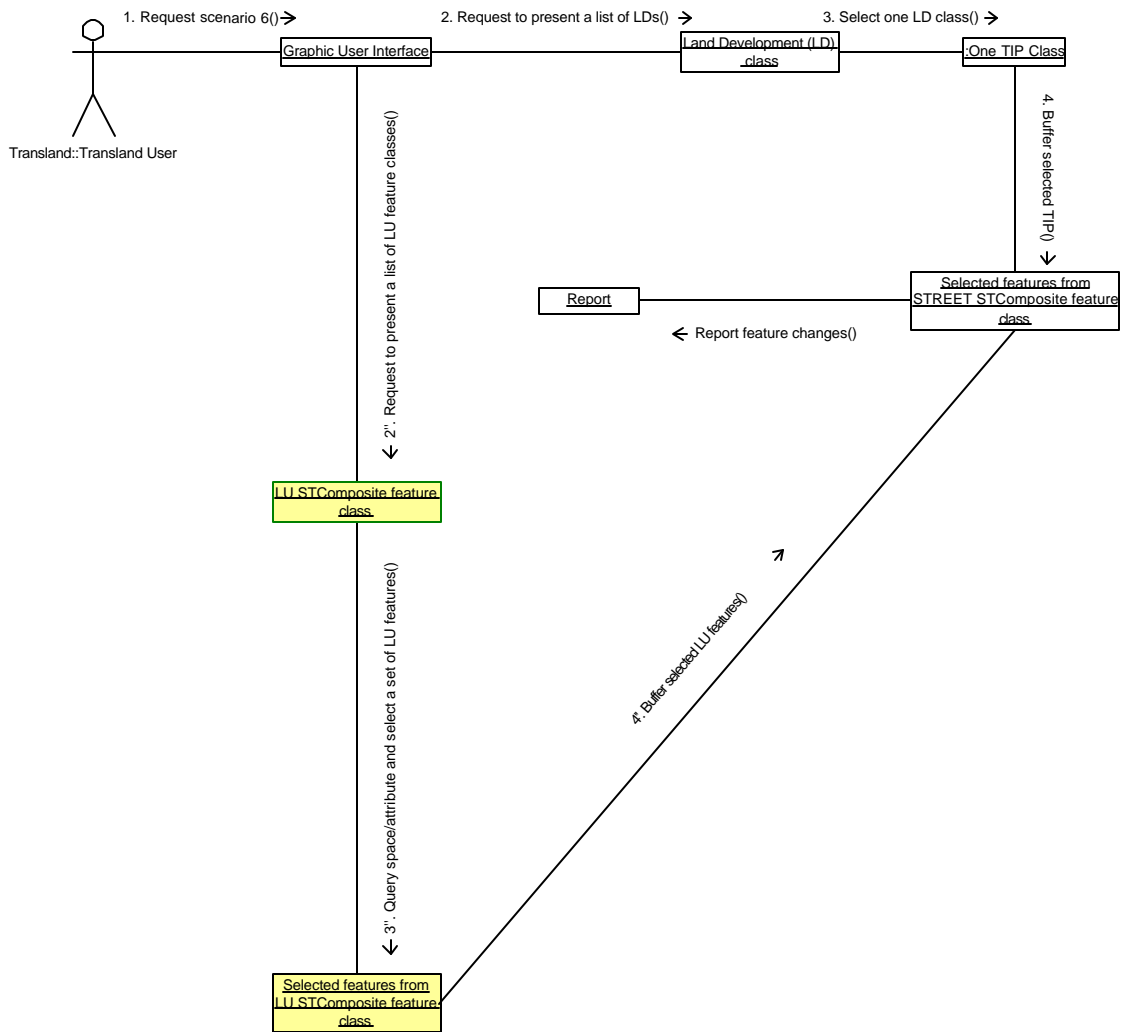 1. Request scenario 6()
2. Request to present a list of LDs()
3. Select one LD class()
Graphic User Interface
Land Development (LD)
class
:One TIP Class
Transland::Transland User
4. Buffer selected TIP()
2''. Request to present a list of LU feature classes()
Selected features from
STREET STComposite feature
class
Report
Report feature changes()
LU STComposite feature
class
3''. Query space/attribute and select a set of LU features()
4''. Buffer selected LU features()
Selected features from
LU STComposite feature
class